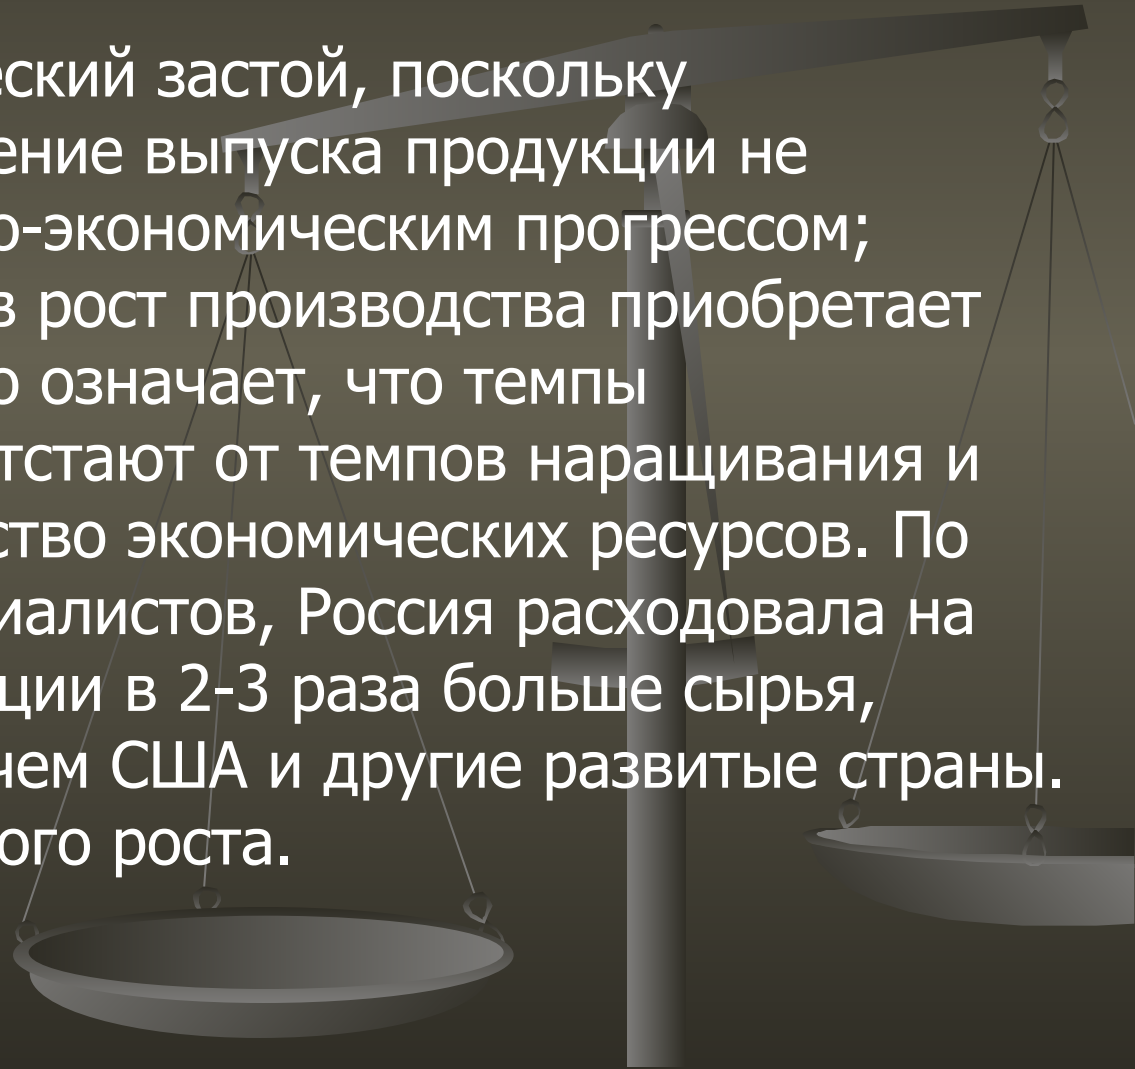 еский застой, поскольку
ение выпуска продукции не
о-экономическим прогрессом;
в рост производства приобретает
о означает, что темпы
тстают от темпов наращивания и
ство экономических ресурсов. По
иалистов, Россия расходовала на
ции в 2-3 раза больше сырья,
чем США и другие развитые страны.
ого роста.